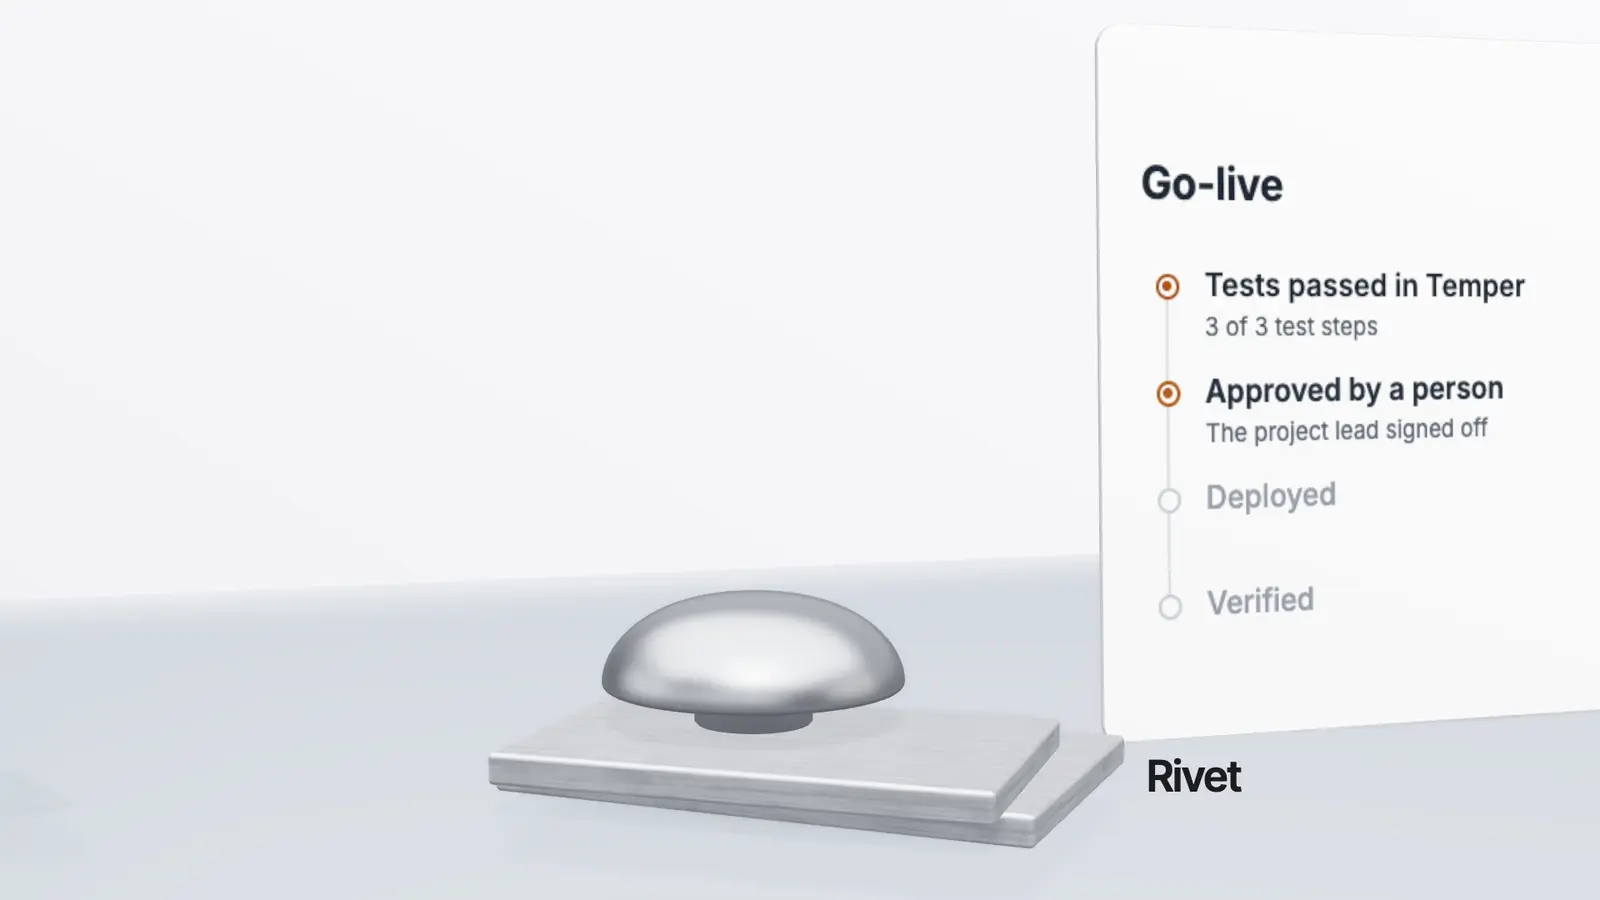 Go-live
Tests passed in Temper
3 of 3 test steps
Approved by a person
The project lead signed off
Deployed
Verified
Rivet